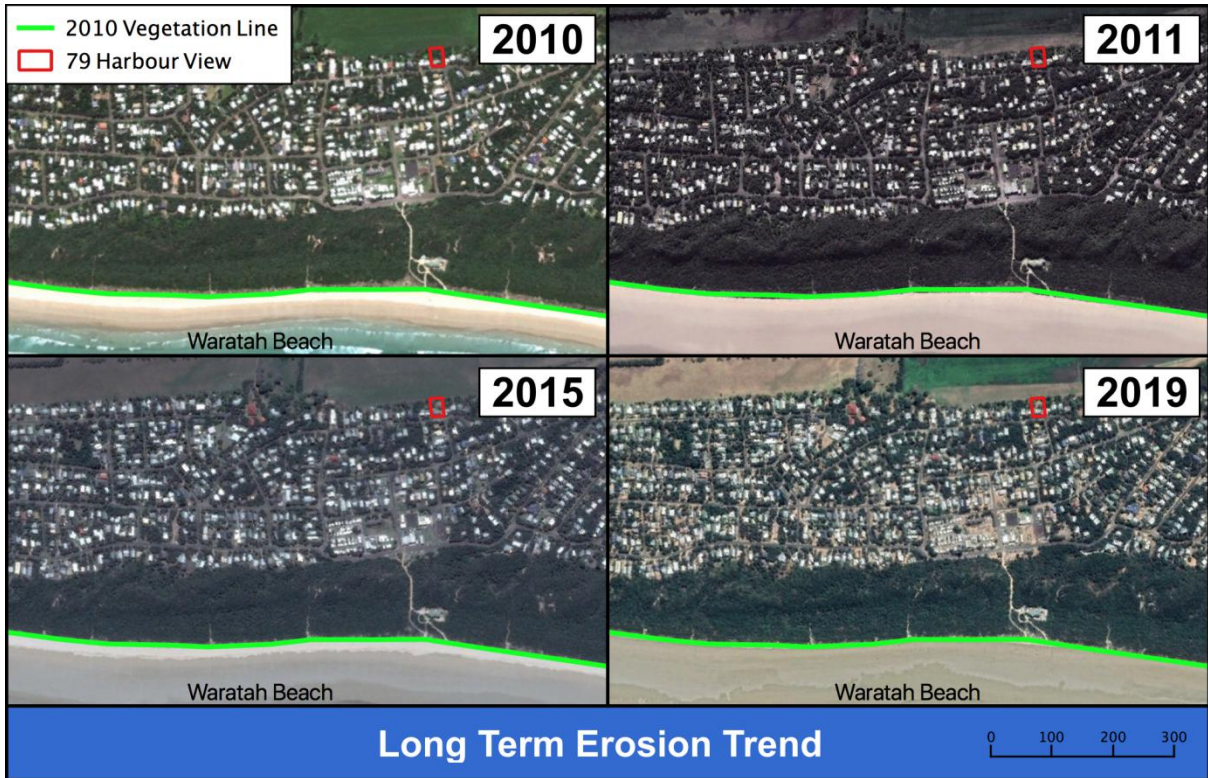 2010 Vegetation Line
79 Harbour View
2010
2011
Waratah Beach
Waratah Beach
2015
2019
Waratah Beach
Waratah Beach
Long Term Erosion Trend
0 100 200 300